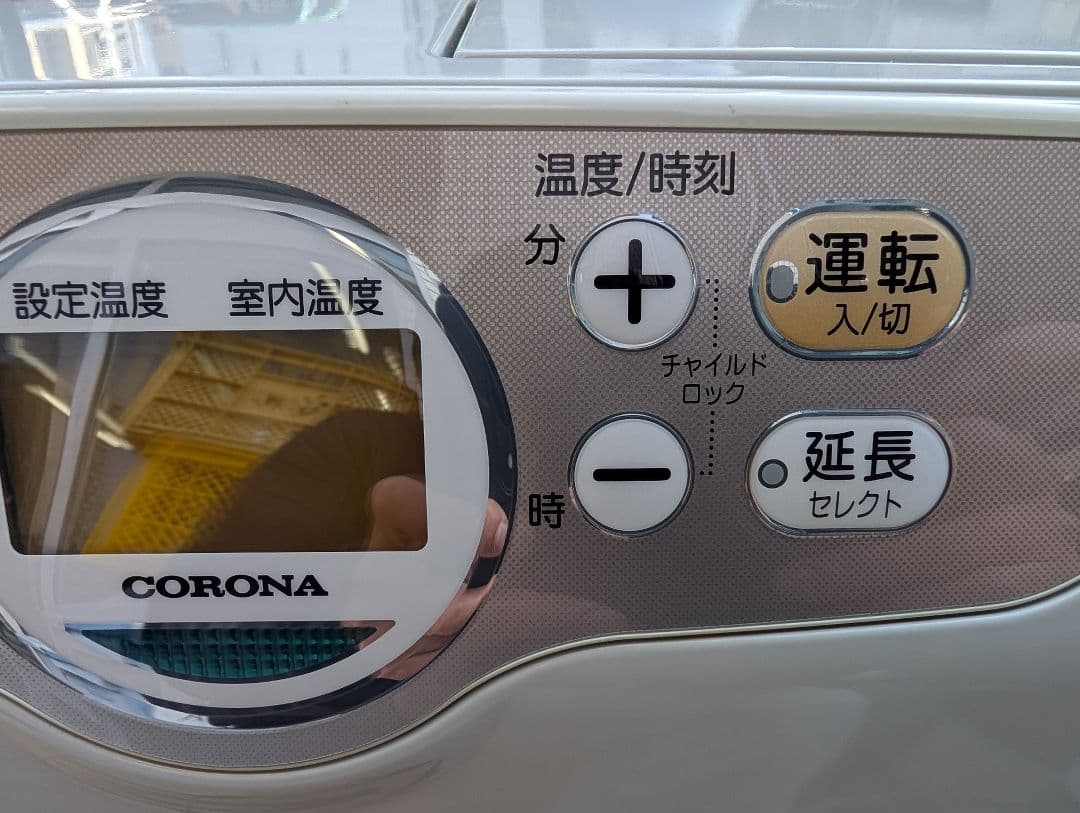 温度/時刻
分
運転
入/切
設定温度 室内温度
チャイルド
ロック
延長
セレクト
時
CORONA